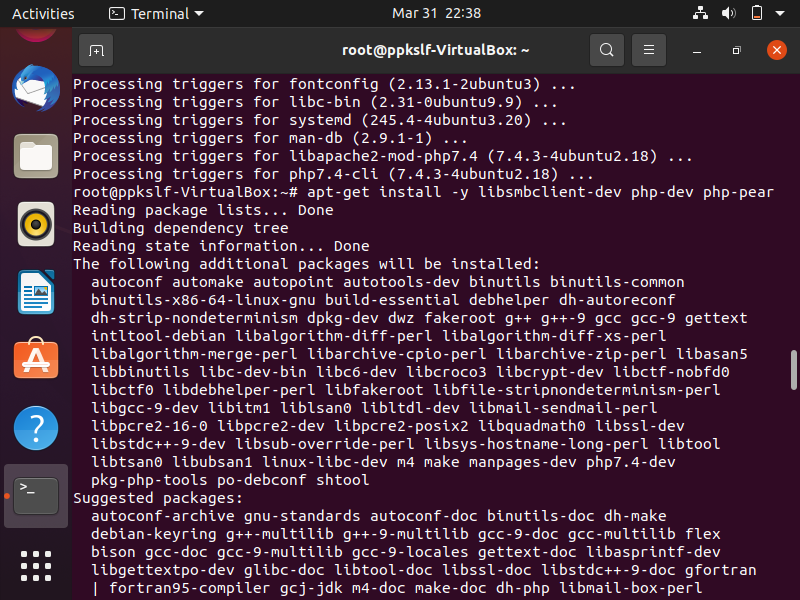 Activities Terminal Mar 31 22:38
root@ppkslf-VirtualBox: ~
Processing triggers for fontconfig (2.13.1-2ubuntu3) ...
Processing triggers for libc-bin (2.31-0ubuntu9.9) ...
Processing triggers for systemd (245.4-4ubuntu3.20) ...
Processing triggers for man-db (2.9.1-1) ...
Processing triggers for libapache2-mod-php7.4 (7.4.3-4ubuntu2.18) ...
Processing triggers for php7.4-cli (7.4.3-4ubuntu2.18) ...
root@ppkslf-VirtualBox:~# apt-get install -y libsmbclient-dev php-dev php-pear
Reading package lists... Done
Building dependency tree
Reading state information... Done
The following additional packages will be installed:
autoconf automake autopoint autotools-dev binutils binutils-common
binutils-x86-64-linux-gnu build-essential debhelper dh-autoreconf
dh-strip-nondeterminism dpkg-dev dwz fakeroot g++ g++-9 gcc gcc-9 gettext
intltool-debian libalgorithm-diff-perl libalgorithm-diff-xs-perl
libalgorithm-merge-perl libarchive-cpio-perl libarchive-zip-perl libasan5
libbinutils libc-dev-bin libc6-dev libcroco3 libcrypt-dev libctf-nobfd0
libctf0 libdebhelper-perl libfakeroot libfile-stripnondeterminism-perl
libgcc-9-dev libitm1 liblsan0 libltdl-dev libmail-sendmail-perl
libpcre2-16-0 libpcre2-dev libpcre2-posix2 libquadmath0 libssl-dev
libstdc++-9-dev libsub-override-perl libsys-hostname-long-perl libtool
libtsan0 libubsan1 linux-libc-dev m4 make manpages-dev php7.4-dev
pkg-php-tools po-debconf shtool
Suggested packages:
autoconf-archive gnu-standards autoconf-doc binutils-doc dh-make
debian-keyring g++-multilib g++-9-multilib gcc-9-doc gcc-multilib flex
bison gcc-doc gcc-9-multilib gcc-9-locales gettext-doc libasprintf-dev
libgettextpo-dev glibc-doc libtool-doc libssl-doc libstdc++-9-doc gfortran
| fortran95-compiler gcj-jdk m4-doc make-doc dh-php libmail-box-perl